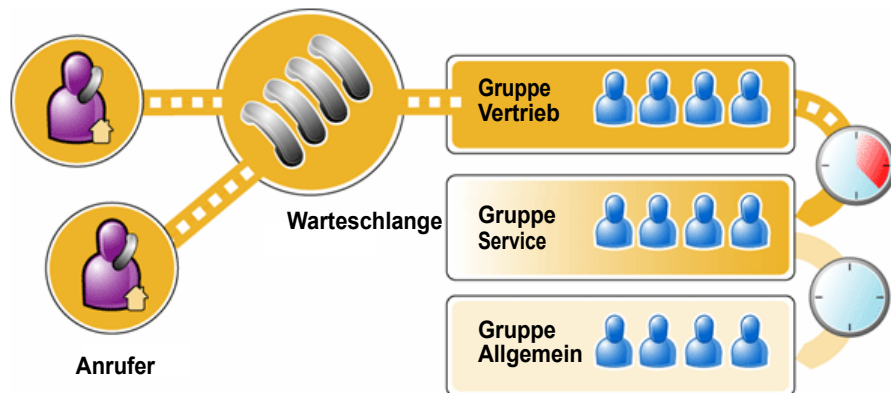 Gruppe
Vertrieb
Warteschlange
Gruppe
Service
Gruppe
Allgemein
Anrufer